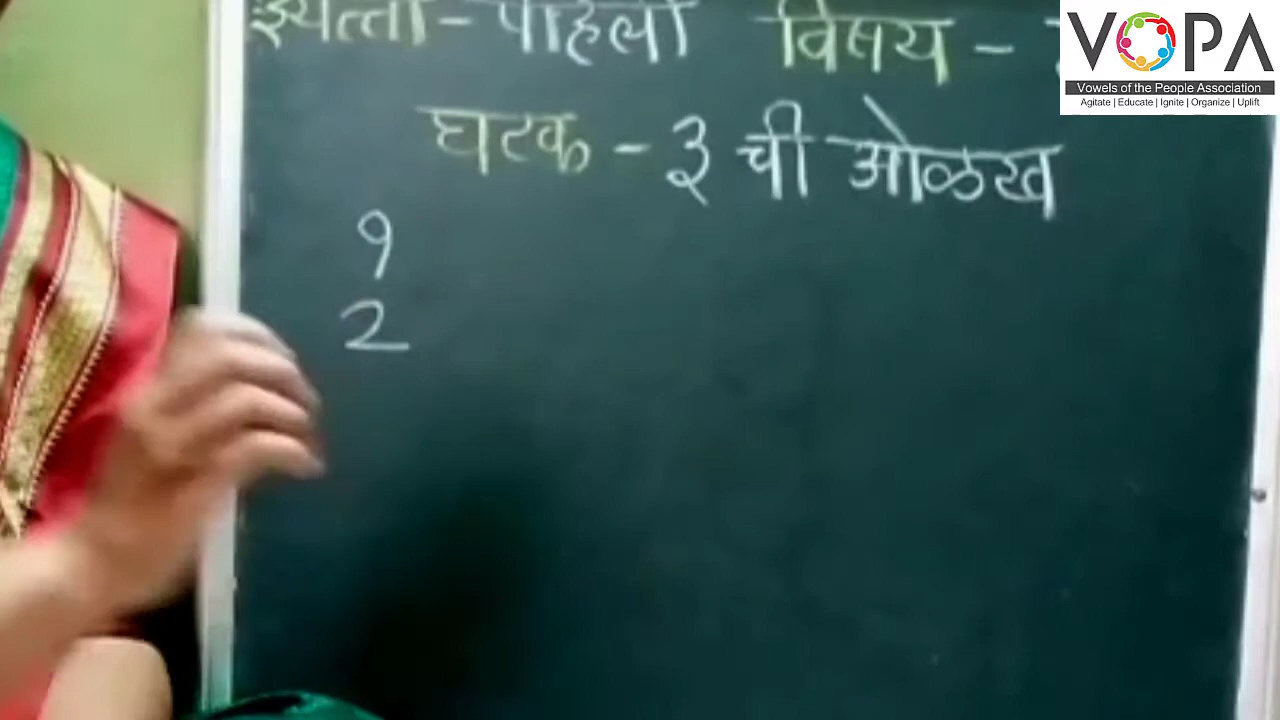 इयत्ता - पहिली विषय -
घटक - ३ ची ओळख
१
२
VOPA
Vowels of the People Association
Agitate | Educate | Ignite | Organize | Uplift